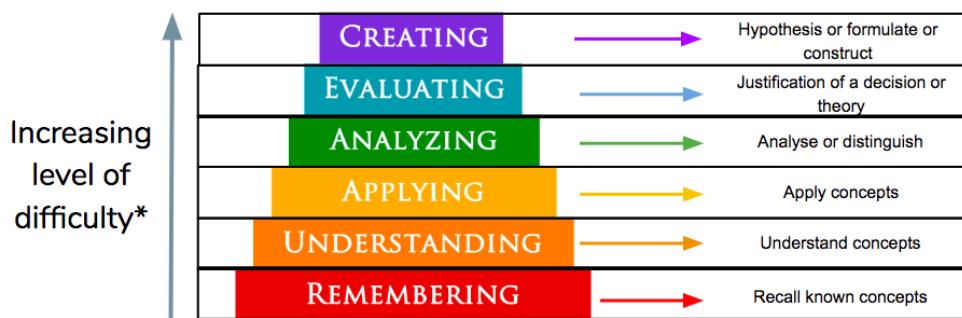 Increasing
level of
difficulty*
CREATING
Hypothesis or formulate or
construct
EVALUATING
Justification of a decision or
theory
ANALYZING
Analyse or distinguish
APPLYING
Apply concepts
UNDERSTANDING
Understand concepts
REMEMBERING
Recall known concepts